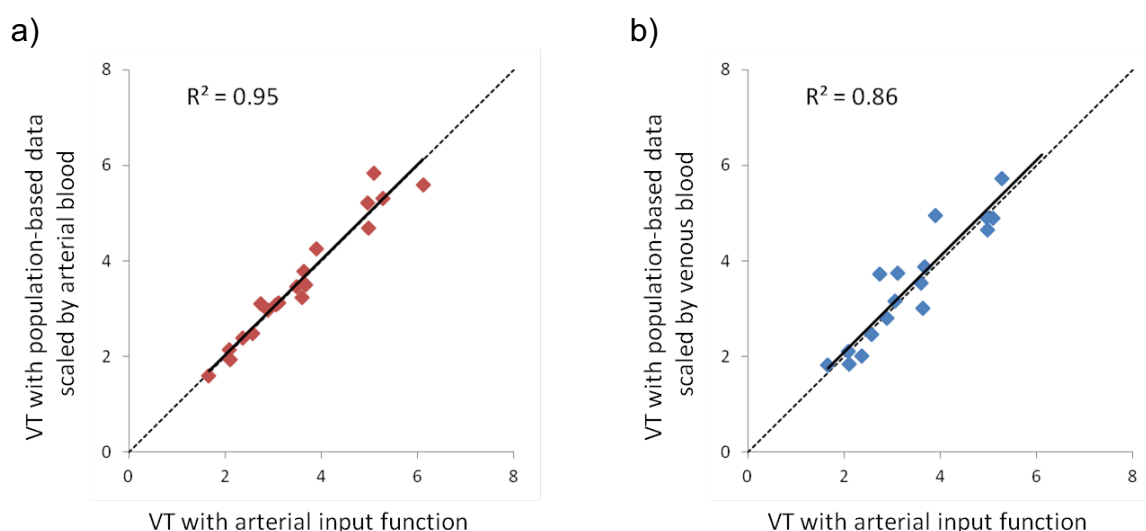 a)
VT with population-based data
scaled by arterial blood
R² = 0.95
8
6
4
2
0
0 2 4 6 8
VT with arterial input function
b)
VT with population-based data
scaled by venous blood
R² = 0.86
8
6
4
2
0
0 2 4 6 8
VT with arterial input function